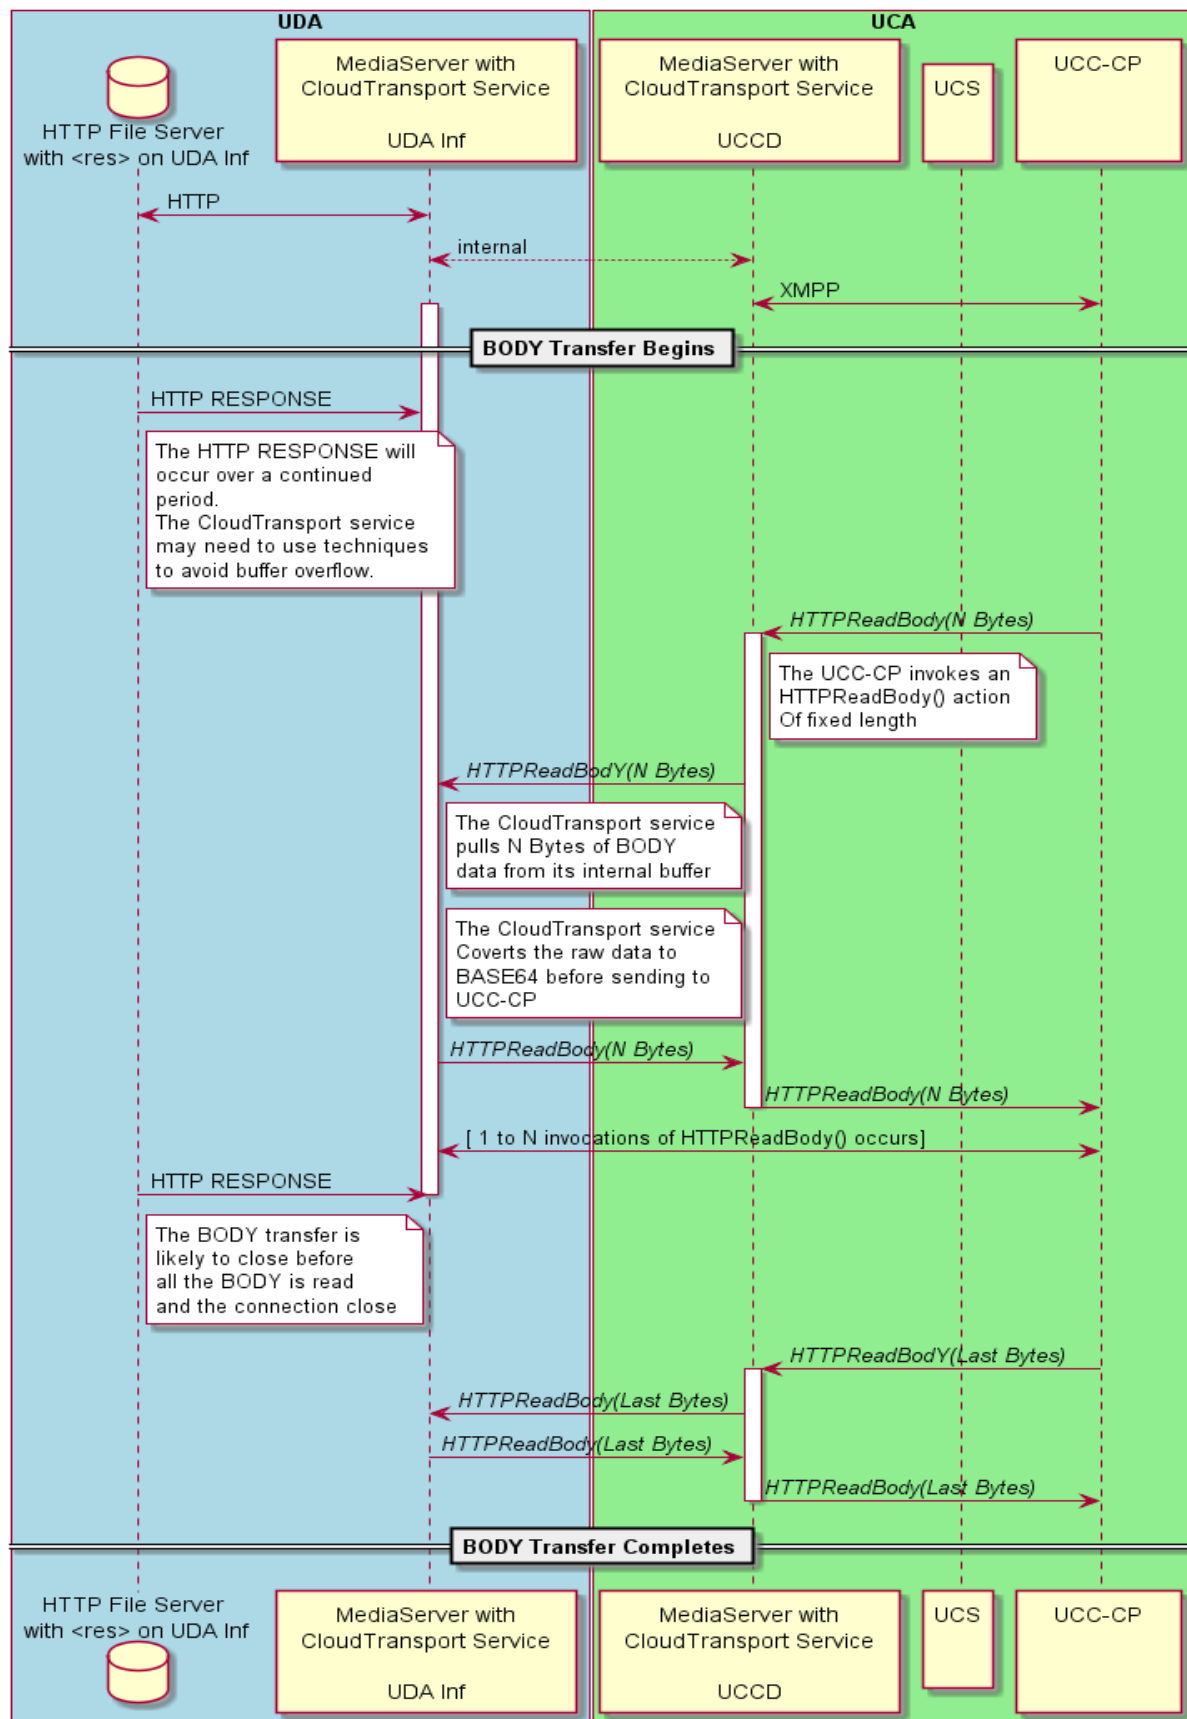 UDA
UCA
HTTP File Server
with <res> on UDA Inf
MediaServer with
CloudTransport Service
UDA Inf
MediaServer with
CloudTransport Service
UCCD
UCS
UCC-CP
HTTP
internal
XMPP
BODY Transfer Begins
HTTP RESPONSE
The HTTP RESPONSE will
occur over a continued
period.
The CloudTransport service
may need to use techniques
to avoid buffer overflow.
HTTPReadBody(N Bytes)
The UCC-CP invokes an
HTTPReadBody() action
Of fixed length
HTTPReadBodY(N Bytes)
The CloudTransport service
pulls N Bytes of BODY
data from its internal buffer
The CloudTransport service
Coverts the raw data to
BASE64 before sending to
UCC-CP
HTTPReadBody(N Bytes)
HTTPReadBody(N Bytes)
[ 1 to N invocations of HTTPReadBody() occurs]
HTTP RESPONSE
The BODY transfer is
likely to close before
all the BODY is read
and the connection close
HTTPReadBodY(Last Bytes)
HTTPReadBody(Last Bytes)
HTTPReadBody(Last Bytes)
HTTPReadBody(Last Bytes)
BODY Transfer Completes
HTTP File Server
with <res> on UDA Inf
MediaServer with
CloudTransport Service
UDA Inf
MediaServer with
CloudTransport Service
UCCD
UCS
UCC-CP